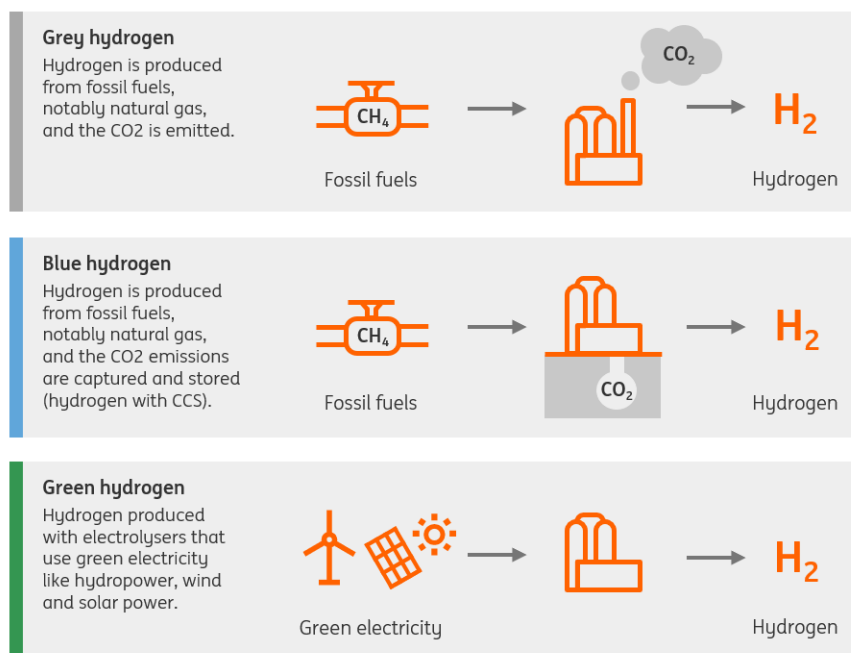 Grey hydrogen
Hydrogen is produced
from fossil fuels,
notably natural gas,
and the CO2 is emitted.
CH₄
Fossil fuels
CO₂
H₂
Hydrogen
Blue hydrogen
Hydrogen is produced
from fossil fuels,
notably natural gas,
and the CO2 emissions
are captured and stored
(hydrogen with CCS).
CH₄
Fossil fuels
CO₂
H₂
Hydrogen
Green hydrogen
Hydrogen produced
with electrolysers that
use green electricity
like hydropower, wind
and solar power.
Green electricity
H₂
Hydrogen